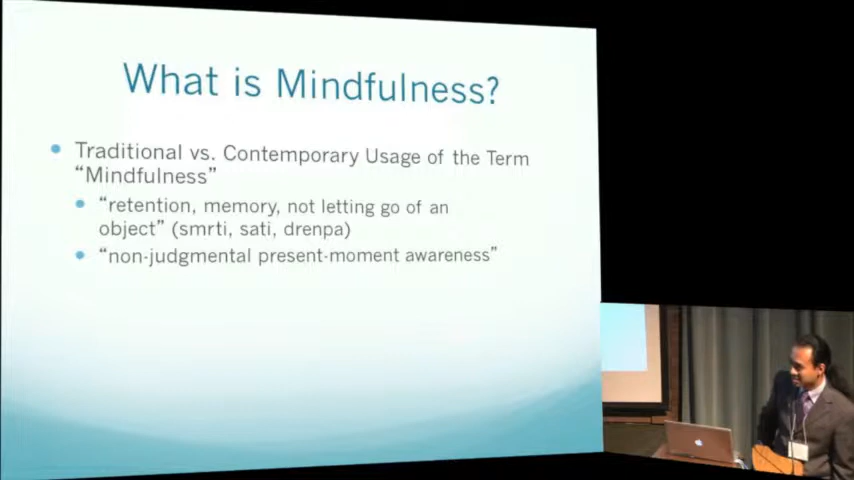 What is Mindfulness?
Traditional vs. Contemporary Usage of the Term
“Mindfulness”
“retention, memory, not letting go of an
object” (smrti, sati, drenpa)
“non-judgmental present-moment awareness”